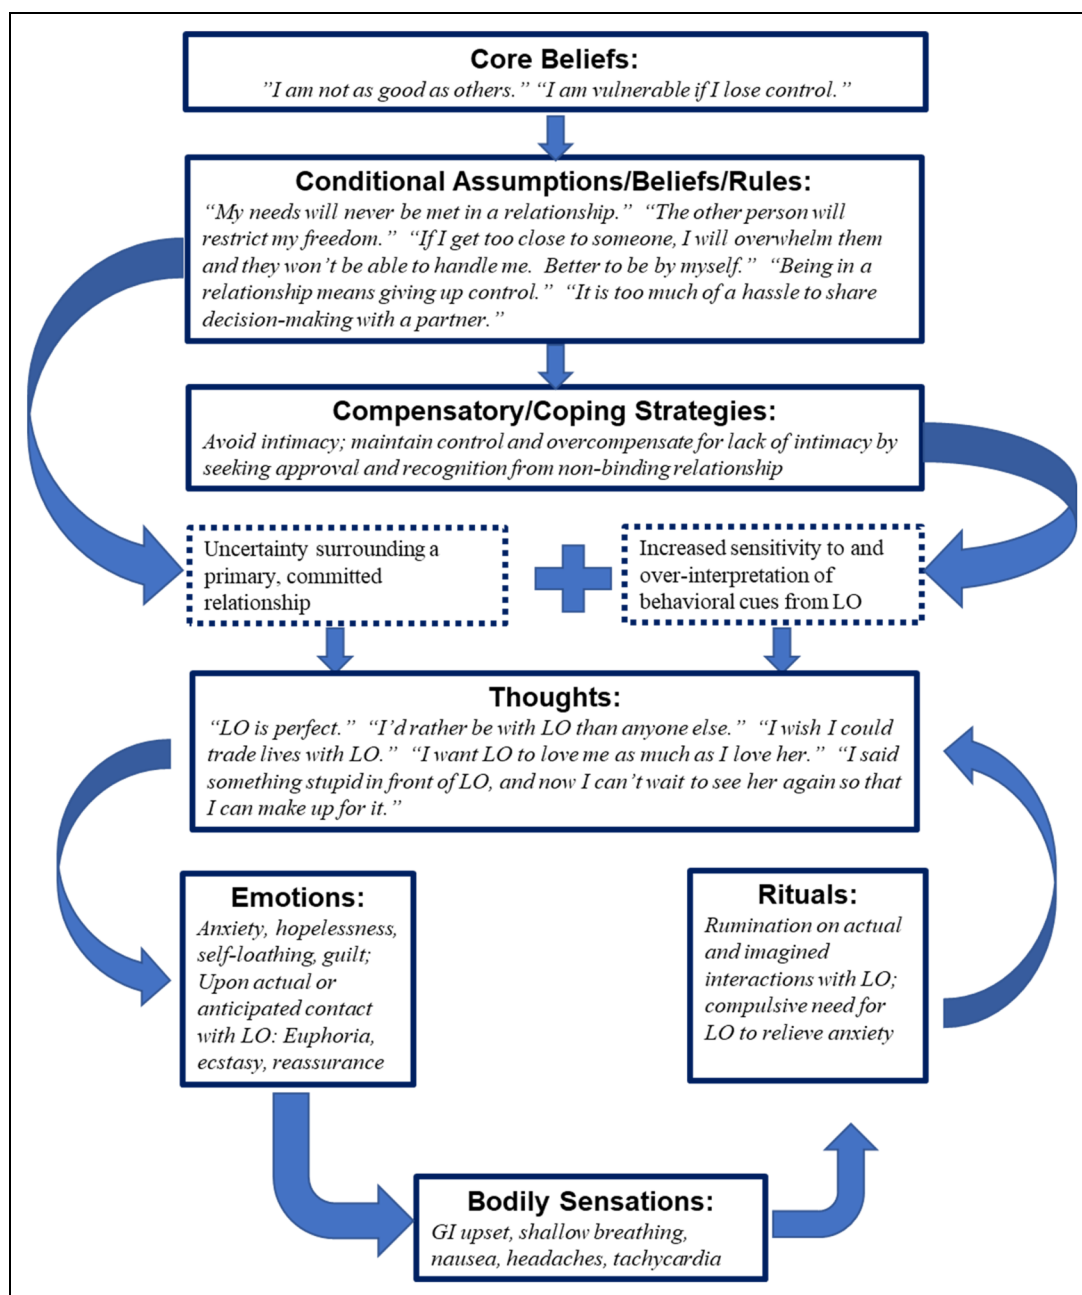 Core Beliefs:
”I am not as good as others.” “I am vulnerable if I lose control.”
Conditional Assumptions/Beliefs/Rules:
“My needs will never be met in a relationship.” “The other person will
restrict my freedom.” “If I get too close to someone, I will overwhelm them
and they won’t be able to handle me. Better to be by myself.” “Being in a
relationship means giving up control.” “It is too much of a hassle to share
decision-making with a partner.”
Compensatory/Coping Strategies:
Avoid intimacy; maintain control and overcompensate for lack of intimacy by
seeking approval and recognition from non-binding relationship
Uncertainty surrounding a
primary, committed
relationship
Increased sensitivity to and
over-interpretation of
behavioral cues from LO
Thoughts:
“LO is perfect.” “I’d rather be with LO than anyone else.” “I wish I could
trade lives with LO.” “I want LO to love me as much as I love her.” “I said
something stupid in front of LO, and now I can’t wait to see her again so that
I can make up for it.”
Emotions:
Anxiety, hopelessness,
self-loathing, guilt;
Upon actual or
anticipated contact
with LO: Euphoria,
ecstasy, reassurance
Rituals:
Rumination on actual
and imagined
interactions with LO;
compulsive need for
LO to relieve anxiety
Bodily Sensations:
GI upset, shallow breathing,
nausea, headaches, tachycardia